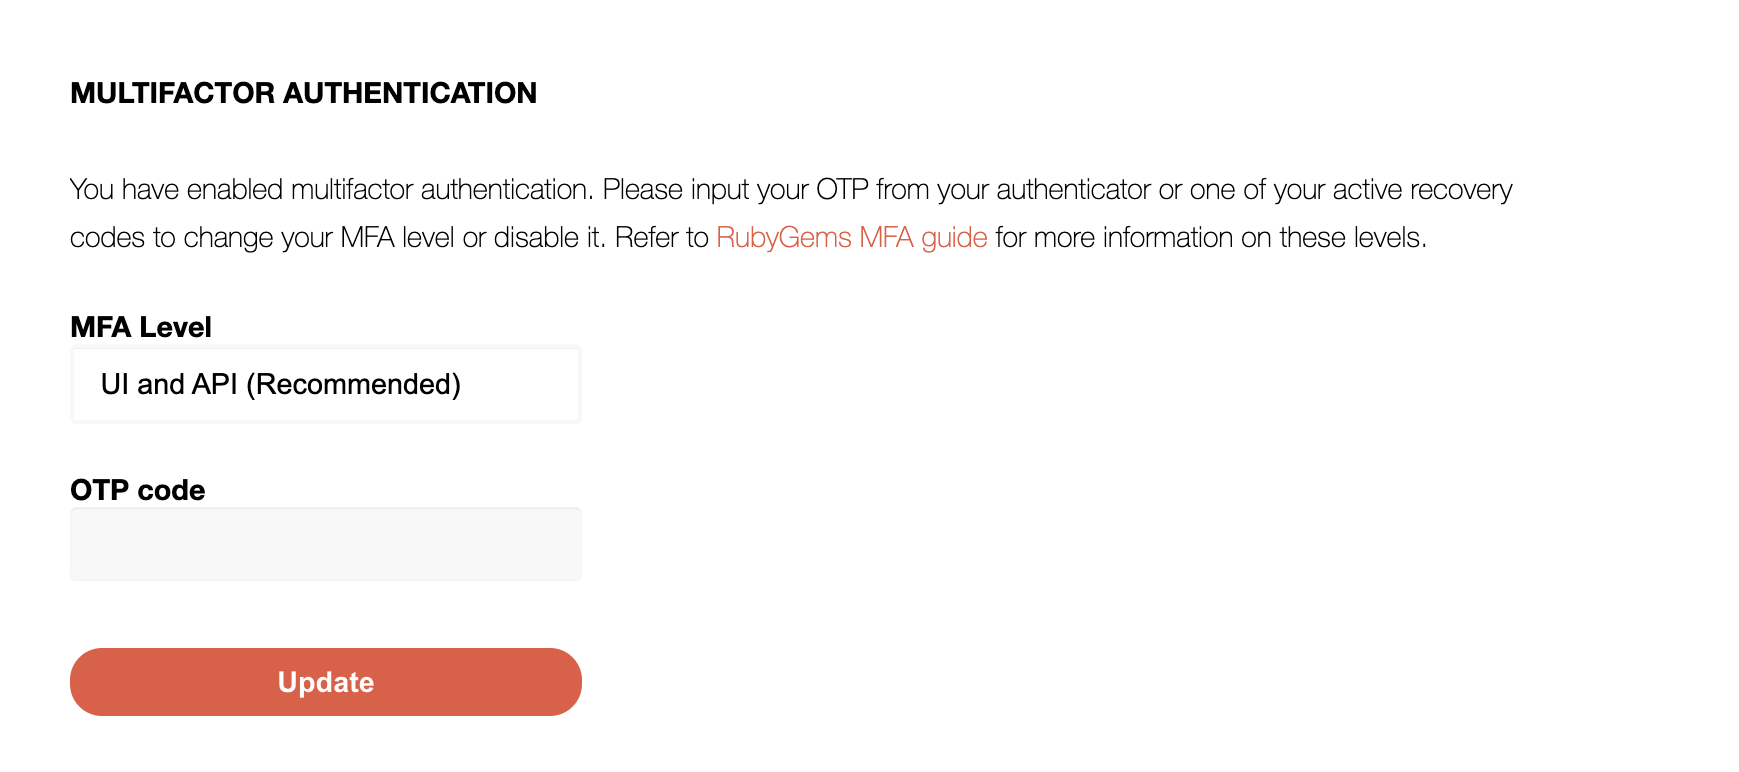 MULTIFACTOR AUTHENTICATION
You have enabled multifactor authentication. Please input your OTP from your authenticator or one of your active recovery
codes to change your MFA level or disable it. Refer to RubyGems MFA guide for more information on these levels.
MFA Level
UI and API (Recommended)
OTP code
Update